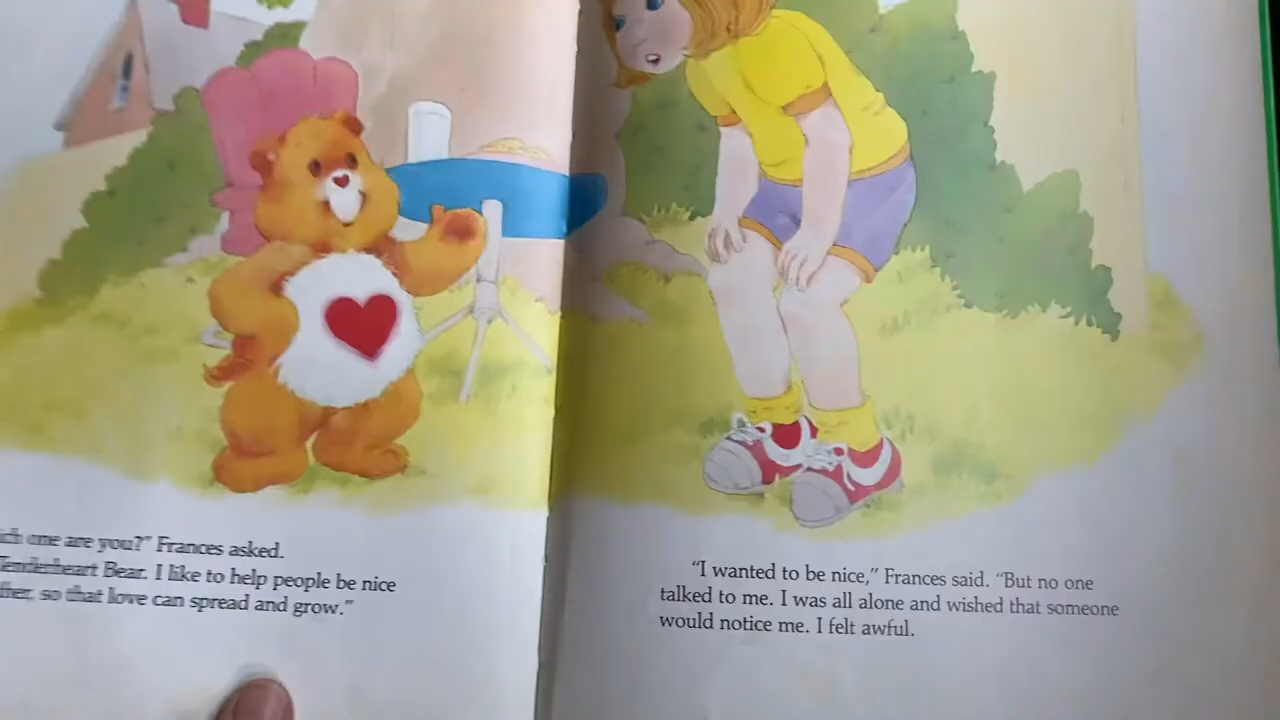 one are you?" Frances asked.
Tenderheart Bear. I like to help people be nice
so that love can spread and grow."
"I wanted to be nice," Frances said. "But no one
talked to me. I was all alone and wished that someone
would notice me. I felt awful.